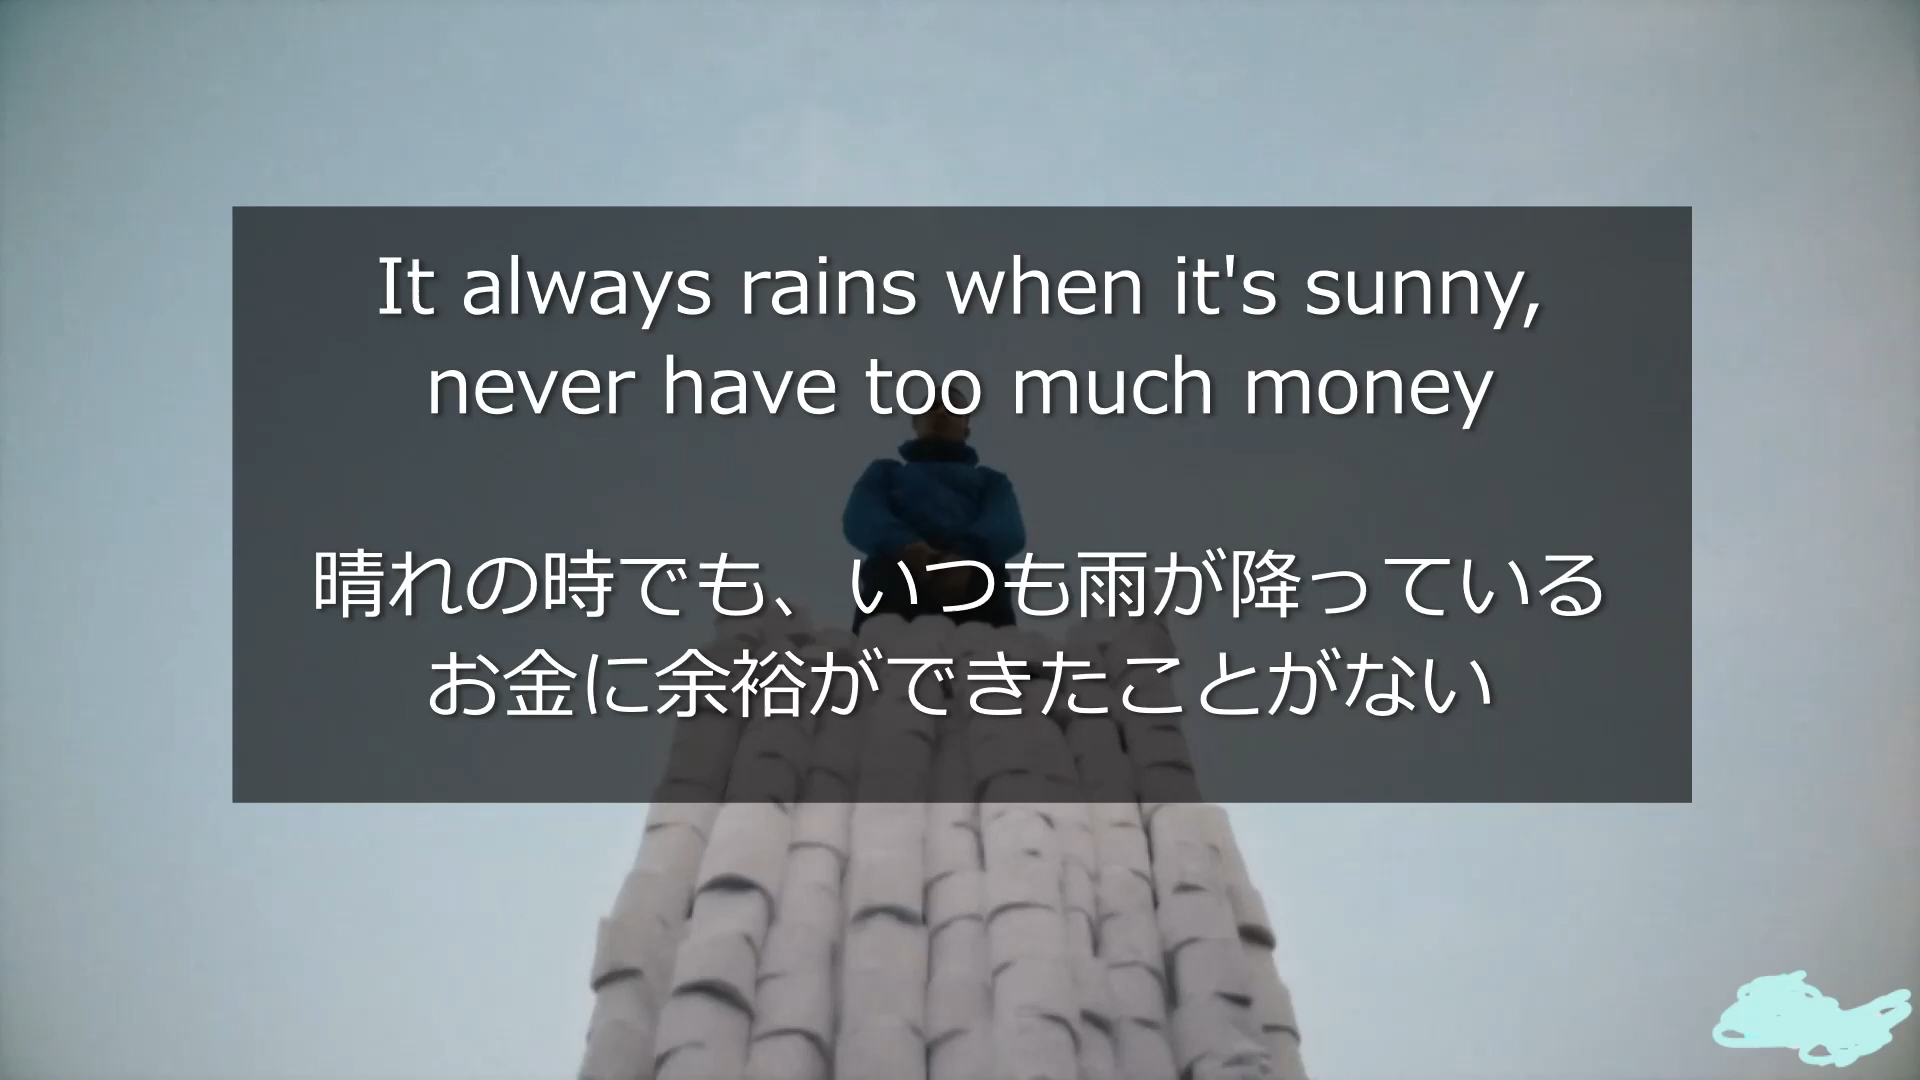 It always rains when it's sunny,
never have too much money
晴れの時でも、いつも雨が降っている
お金に余裕ができたことがない